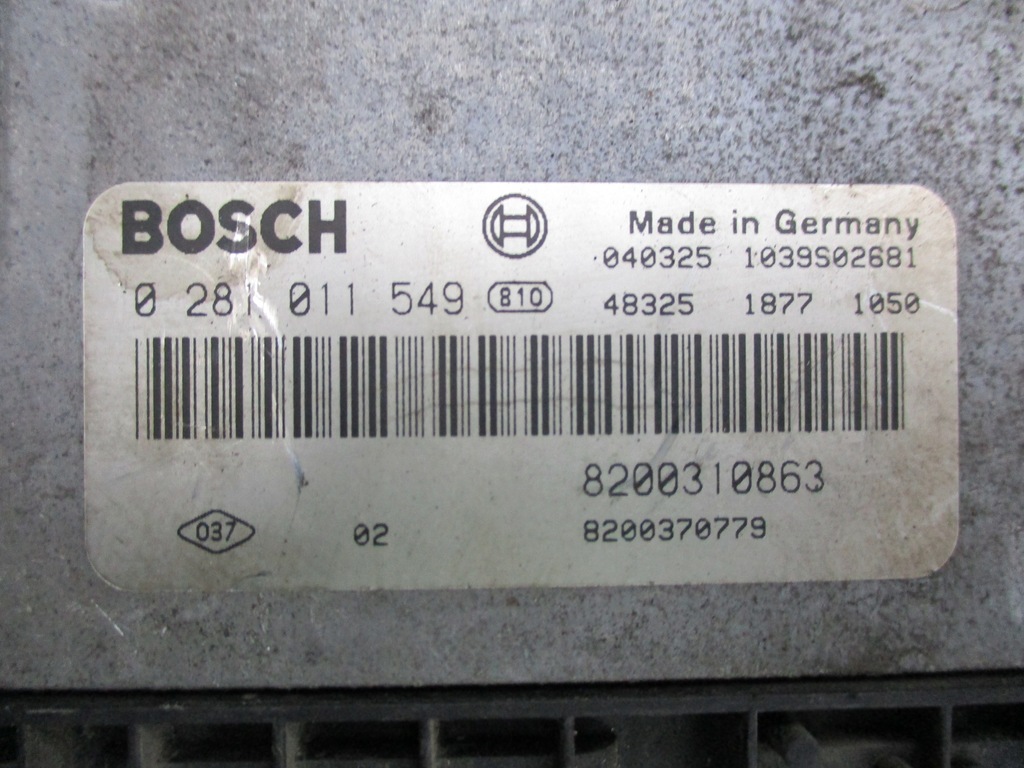 BOSCH
Made in Germany
040325 1039S02681
0 281 011 549 810
48325 1877 1050
8200310863
037 02 8200370779